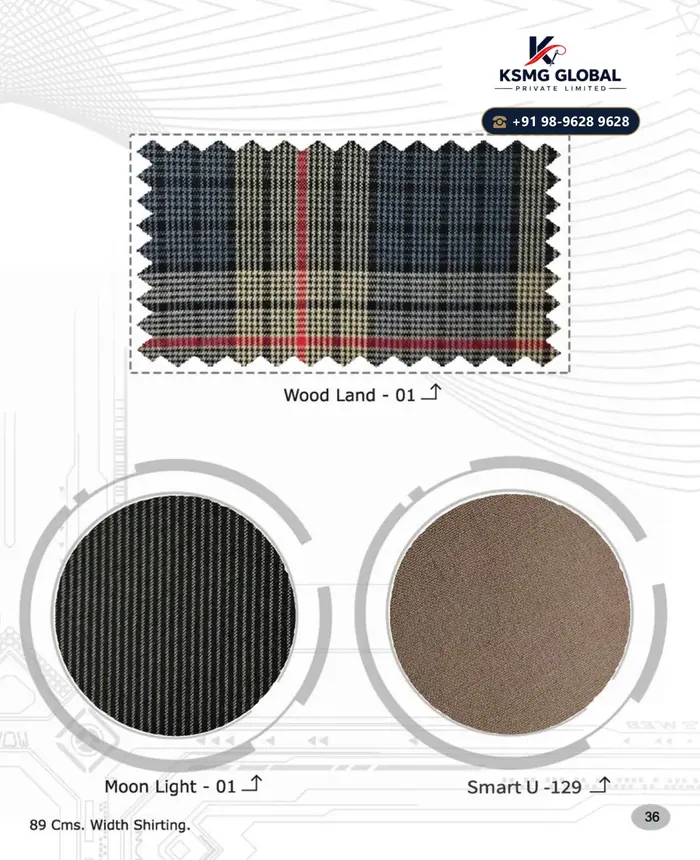 KSMG GLOBAL
PRIVATE LIMITED
+91 98-9628 9628
Wood Land - 01
Moon Light - 01
Smart U -129
89 Cms. Width Shirting.
36